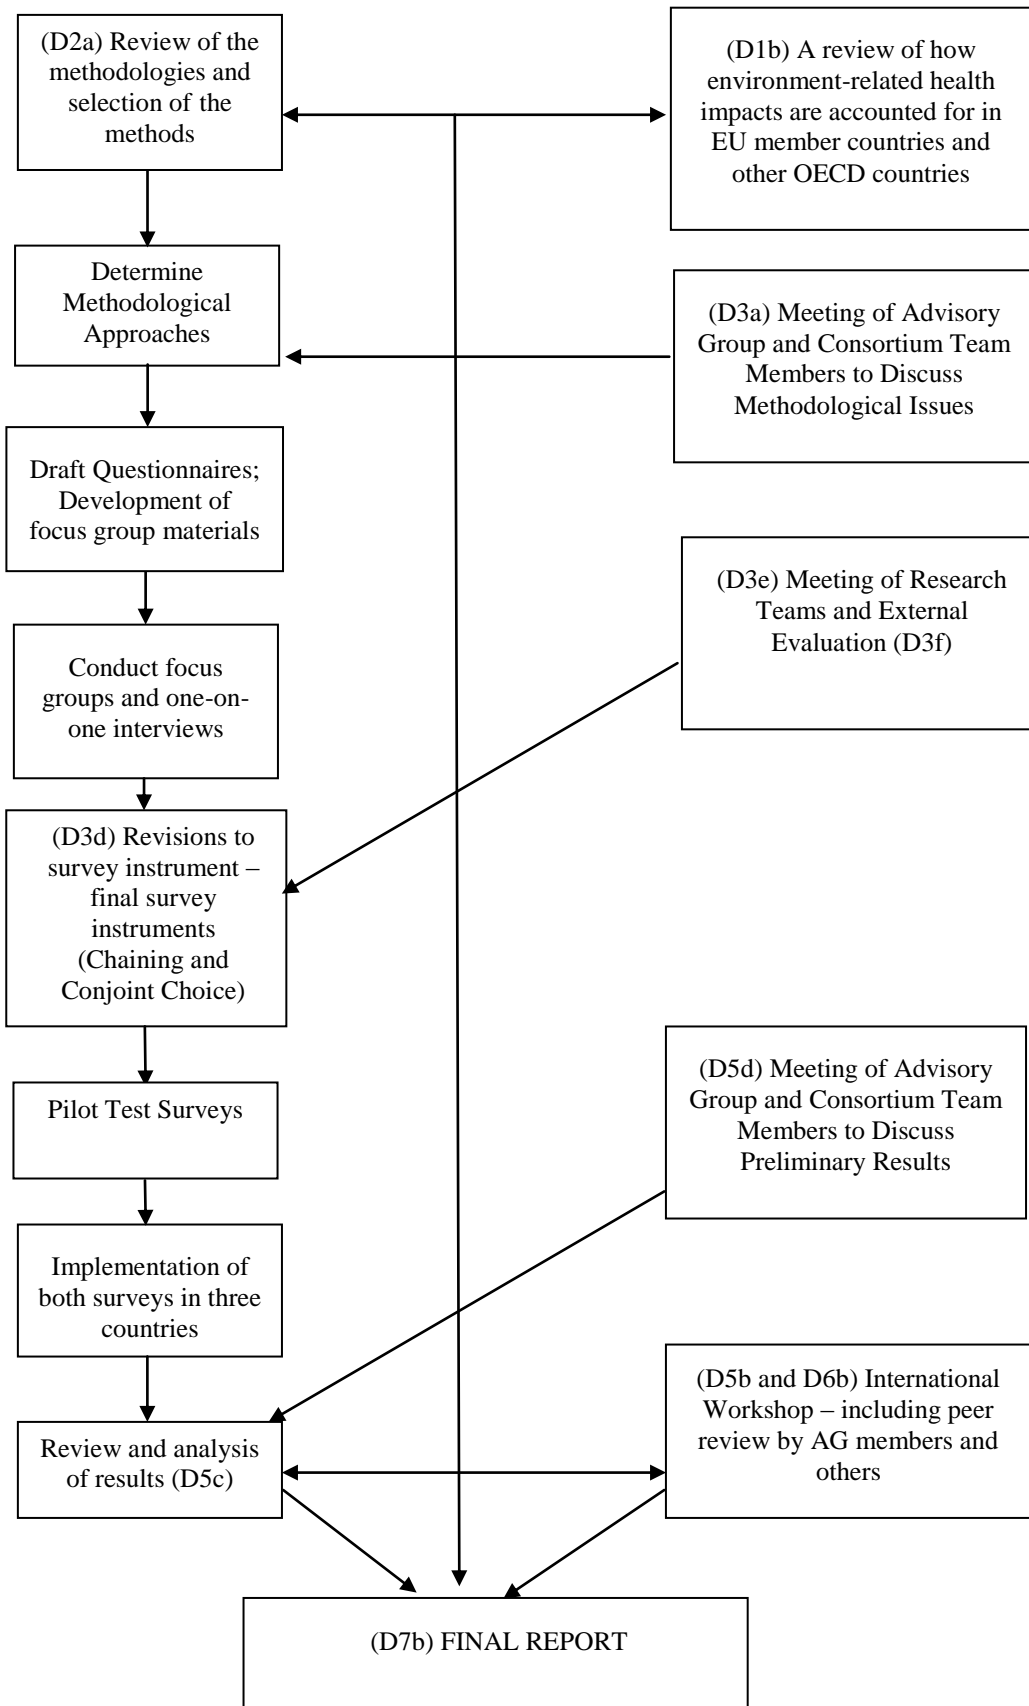 (D2a) Review of the
methodologies and
selection of the
methods
(D1b) A review of how
environment-related health
impacts are accounted for in
EU member countries and
other OECD countries
Determine
Methodological
Approaches
(D3a) Meeting of Advisory
Group and Consortium Team
Members to Discuss
Methodological Issues
Draft Questionnaires;
Development of
focus group materials
(D3e) Meeting of Research
Teams and External
Evaluation (D3f)
Conduct focus
groups and one-on-
one interviews
(D3d) Revisions to
survey instrument –
final survey
instruments
(Chaining and
Conjoint Choice)
Pilot Test Surveys
(D5d) Meeting of Advisory
Group and Consortium Team
Members to Discuss
Preliminary Results
Implementation of
both surveys in three
countries
(D5b and D6b) International
Workshop – including peer
review by AG members and
others
Review and analysis
of results (D5c)
(D7b) FINAL REPORT